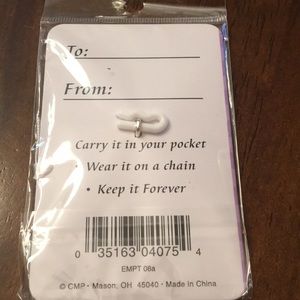 To:
From:
Carry it in your pocket
• Wear it on a chain
• Keep it Forever
0 35163 04075 4
EMPT 06a
© CMP • Mason, OH 45040 • Made in China